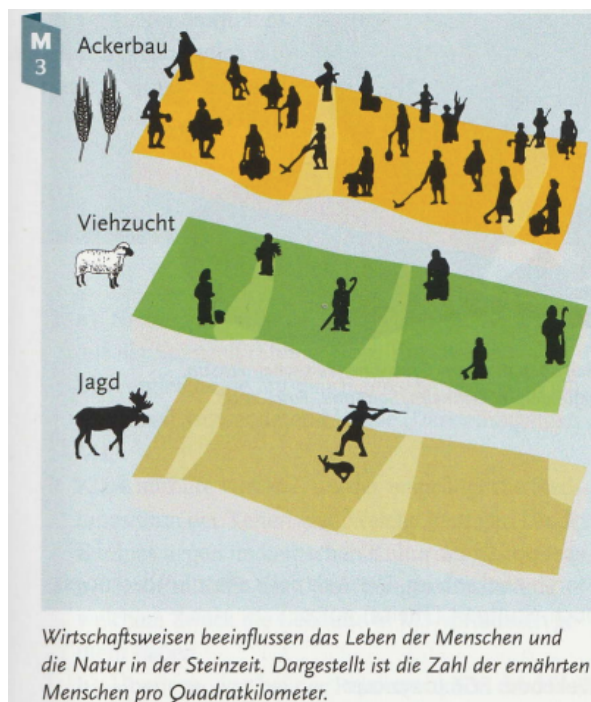 M
3
Ackerbau
Viehzucht
Jagd
Wirtschaftsweisen beeinflussen das Leben der Menschen und
die Natur in der Steinzeit. Dargestellt ist die Zahl der ernährten
Menschen pro Quadratkilometer.